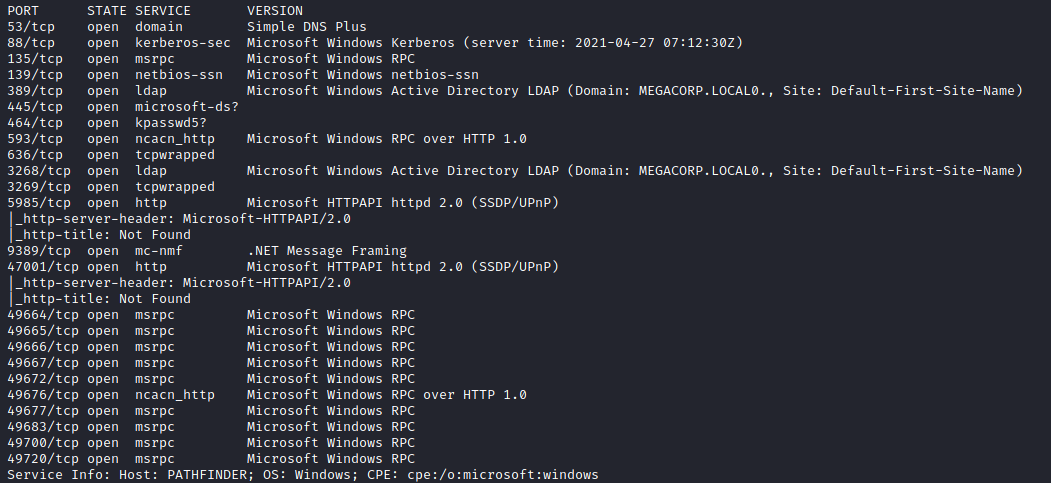 PORT      STATE SERVICE       VERSION
53/tcp    open  domain        Simple DNS Plus
88/tcp    open  kerberos-sec  Microsoft Windows Kerberos (server time: 2021-04-27 07:12:30Z)
135/tcp   open  msrpc         Microsoft Windows RPC
139/tcp   open  netbios-ssn   Microsoft Windows netbios-ssn
389/tcp   open  ldap          Microsoft Windows Active Directory LDAP (Domain: MEGACORP.LOCAL0., Site: Default-First-Site-Name)
445/tcp   open  microsoft-ds?
464/tcp   open  kpasswd5?
593/tcp   open  ncacn_http    Microsoft Windows RPC over HTTP 1.0
636/tcp   open  tcpwrapped
3268/tcp  open  ldap          Microsoft Windows Active Directory LDAP (Domain: MEGACORP.LOCAL0., Site: Default-First-Site-Name)
3269/tcp  open  tcpwrapped
5985/tcp  open  http          Microsoft HTTPAPI httpd 2.0 (SSDP/UPnP)
|_http-server-header: Microsoft-HTTPAPI/2.0
|_http-title: Not Found
9389/tcp  open  mc-nmf        .NET Message Framing
47001/tcp open  http          Microsoft HTTPAPI httpd 2.0 (SSDP/UPnP)
|_http-server-header: Microsoft-HTTPAPI/2.0
|_http-title: Not Found
49664/tcp open  msrpc         Microsoft Windows RPC
49665/tcp open  msrpc         Microsoft Windows RPC
49666/tcp open  msrpc         Microsoft Windows RPC
49667/tcp open  msrpc         Microsoft Windows RPC
49672/tcp open  msrpc         Microsoft Windows RPC
49676/tcp open  ncacn_http    Microsoft Windows RPC over HTTP 1.0
49677/tcp open  msrpc         Microsoft Windows RPC
49683/tcp open  msrpc         Microsoft Windows RPC
49700/tcp open  msrpc         Microsoft Windows RPC
49720/tcp open  msrpc         Microsoft Windows RPC
Service Info: Host: PATHFINDER; OS: Windows; CPE: cpe:/o:microsoft:windows